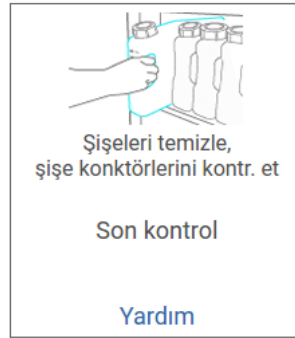 Şişeleri temizle,
şişe konktörlerini kontr. et
Son kontrol
Yardım